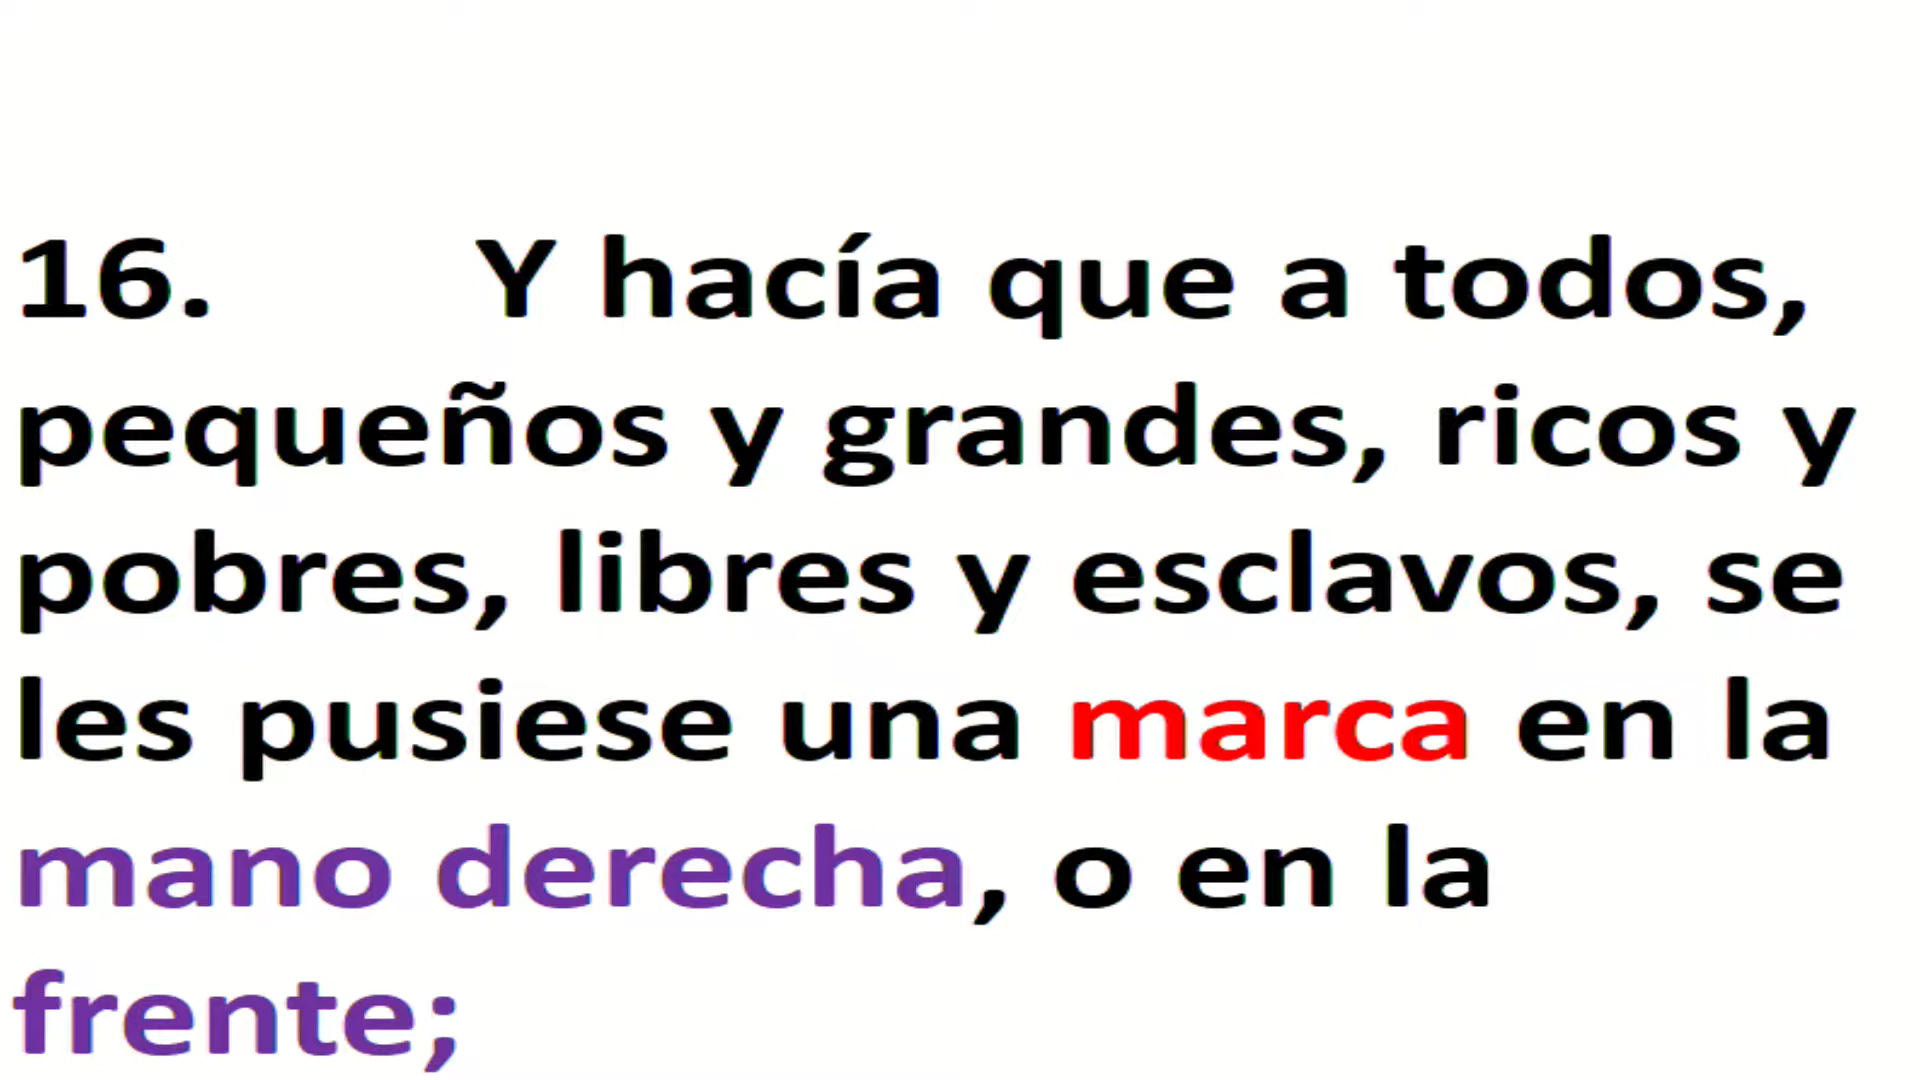 16. Y hacía que a todos,
pequeños y grandes, ricos y
pobres, libres y esclavos, se
les pusiese una marca en la
mano derecha, o en la
frente;